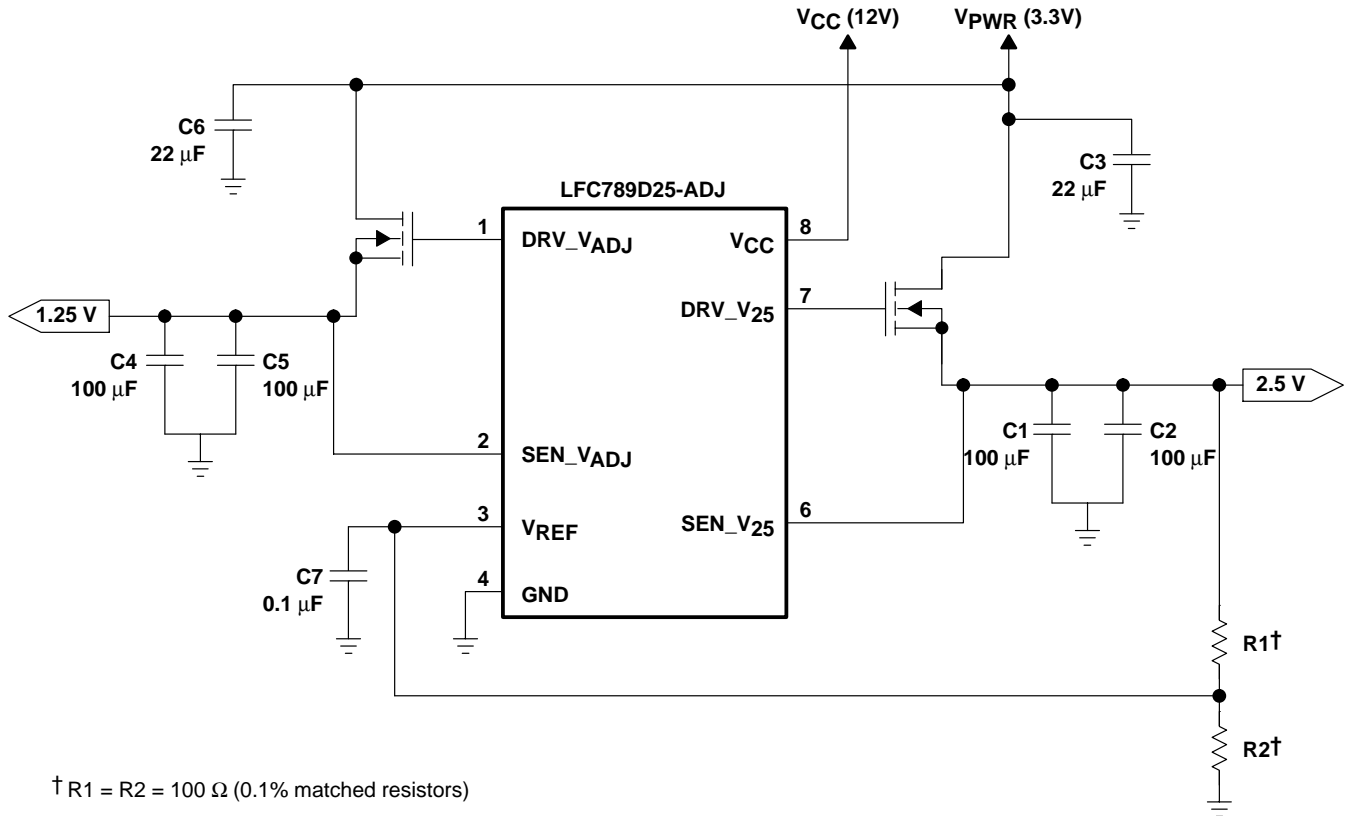 VCC (12V)
VPWR (3.3V)
C6
22 μF
C3
22 μF
LFC789D25-ADJ
1
DRV_VADJ
8
VCC
7
DRV_V25
1.25 V
2.5 V
C4
100 μF
C5
100 μF
C1
100 μF
C2
100 μF
2
SEN_VADJ
3
VREF
6
SEN_V25
C7
0.1 μF
4
GND
R1†
R2†
† R1 = R2 = 100 Ω (0.1% matched resistors)